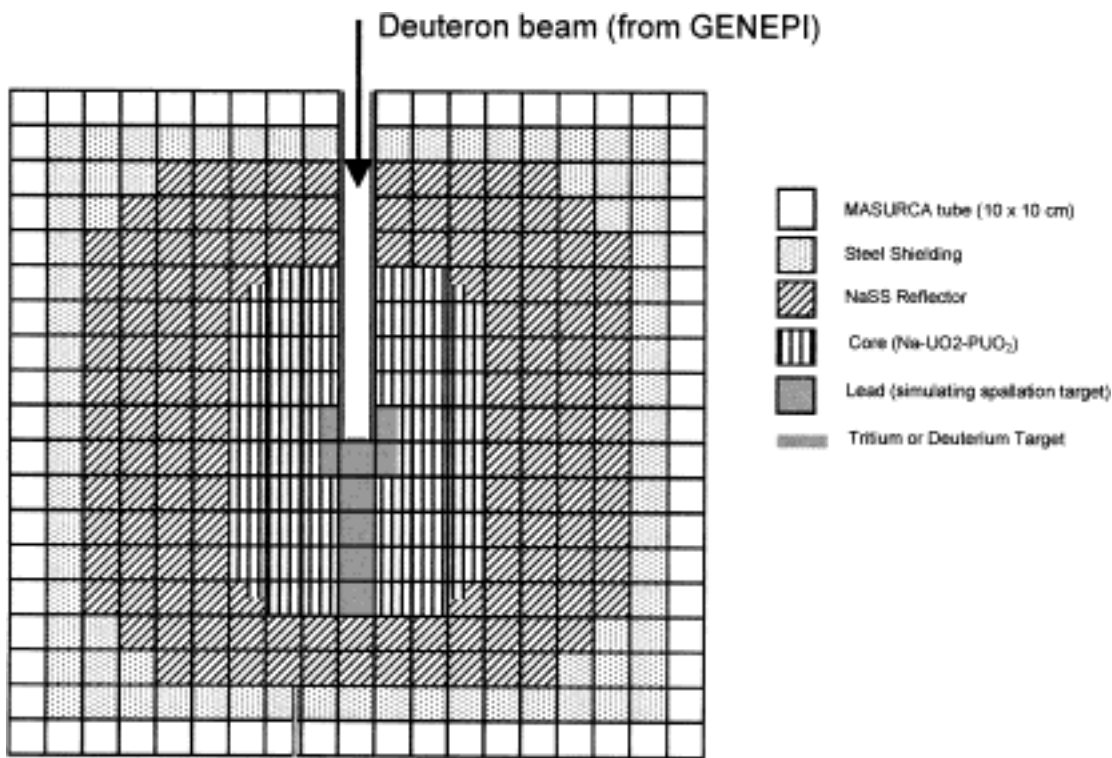 Deuteron beam (from GENEPI)
MASURCA tube (10 x 10 cm)
Steel Shielding
NaSS Reflector
Core (Na-UO2-PUO₂)
Lead (simulating spallation target)
Tritium or Deuterium Target